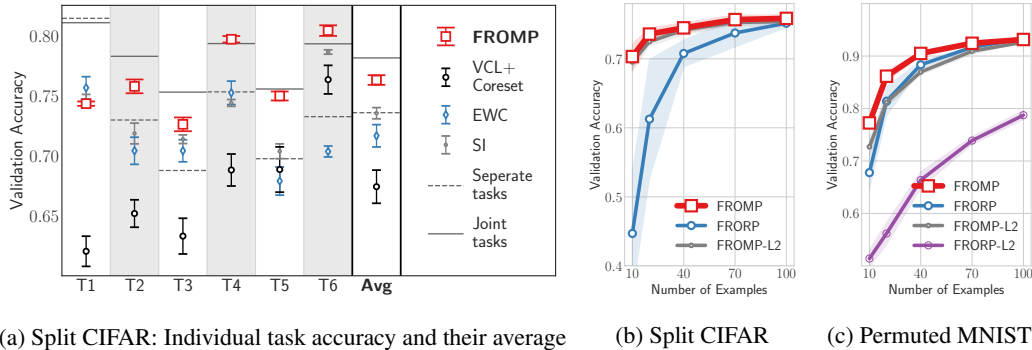 0.80
0.75
0.70
0.65
Validation Accuracy
T1 T2 T3 T4 T5 T6 Avg
FROMP
VCL+
Coreset
EWC
SI
Seperate
tasks
Joint
tasks
(a) Split CIFAR: Individual task accuracy and their average
0.7
0.6
0.5
0.4
Validation Accuracy
10 40 70 100
Number of Examples
FROMP
FRORP
FROMP-L2
(b) Split CIFAR
0.9
0.8
0.7
0.6
Validation Accuracy
10 40 70 100
Number of Examples
FROMP
FRORP
FROMP-L2
FRORP-L2
(c) Permuted MNIST